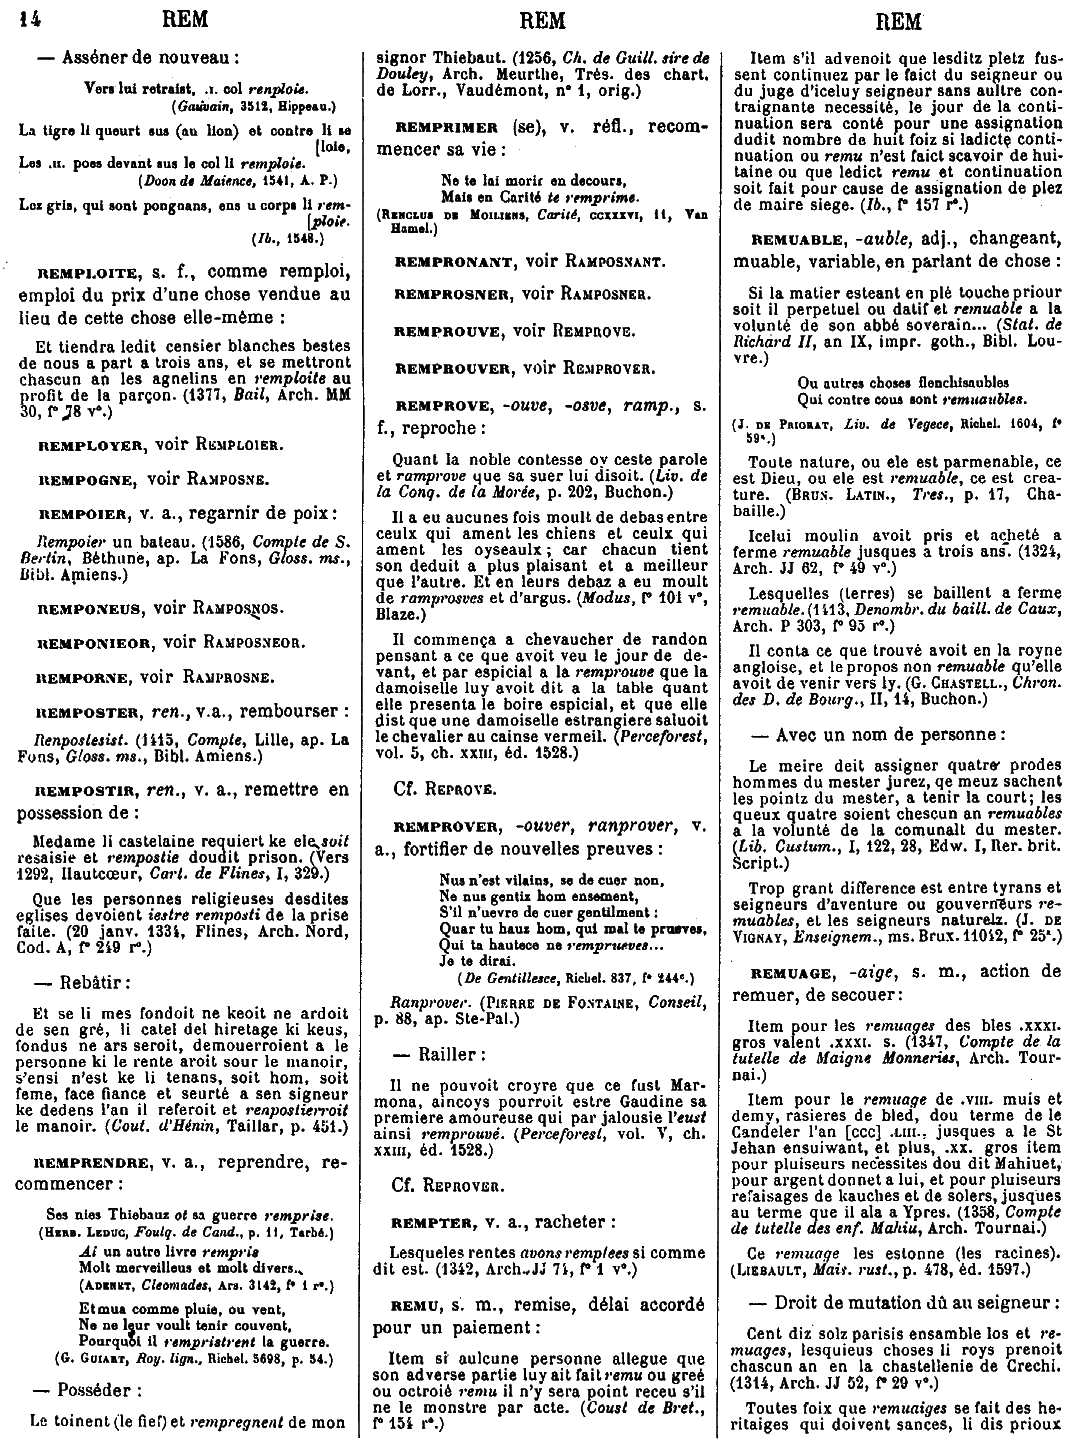 14 REM REM REM
— Asséner de nouveau :
Vers lui retraist, .I. col renploie.
(Gauvain, 3512, Hippeau.)
La tigre li queurt sus (au lion) et contre li se
[loie,
Les .II. poes devant sus le col li remploie.
(Doon de Maience, 1541, A. P.)
Loz gris, qui sont pongnans, ens u corps li rem-
[ploie.
(Ib., 1548.)
REMPLOITE, s. f., comme remploi,
emploi du prix d'une chose vendue au
lieu de cette chose elle-même :
Et tiendra ledit censier blanches bestes
de nous a part a trois ans, et se mettront
chascun an les agnelins en remploite au
profit de la parçon. (1377, Bail, Arch. MM
30, f° 78 v°.)
REMPLOYER, voir REMPLOIER.
REMPOGNE, voir RAMPOSNE.
REMPOIER, v. a., regarnir de poix :
Rempoier un bateau. (1586, Compte de S.
Bertin, Béthune, ap. La Fons, Gloss. ms.,
Bibl. Amiens.)
REMPONEUS, voir RAMPOSNOS.
REMPONIEOR, voir RAMPOSNEOR.
REMPORNE, voir RAMPROSNE.
REMPOSTER, ren., v.a., rembourser :
Renpostesist. (1415, Compte, Lille, ap. La
Fons, Gloss. ms., Bibl. Amiens.)
REMPOSTIR, ren., v. a., remettre en
possession de :
Medame li castelaine requiert ke ele suit
resaisie et rempostie doudit prison. (Vers
1292, Hautcœur, Cart. de Flines, I, 329.)
Que les personnes religieuses desdites
eglises devoient iestre remposti de la prise
faite. (20 janv. 1334, Flines, Arch. Nord,
Cod. A, f° 249 r°.)
— Rebâtir :
Et se li mes fondoit ne keoit ne ardoit
de sen gré, li catel del hiretage ki keus,
fondus ne ars seroit, demouerroient a le
personne ki le rente aroit sour le manoir,
s'ensi n'est ke li tenans, soit hom, soit
feme, face fiance et seurté a sen signeur
ke dedens l'an il referoit et renpostierroit
le manoir. (Cout. d'Hénin, Taillar, p. 451.)
REMPRENDRE, v. a., reprendre, re-
commencer :
Ses nies Thiebauz ot sa guerre remprise.
(HERB. LEDUC, Foulq. de Cand., p. 11, Tarbé.)
Ai un autre livre rempris
Molt merveilleus et molt divers..
(ADENET, Cleomades, Ars. 3142, f° 1 r°.)
Et mua comme pluie, ou vent,
Ne ne leur voult tenir couvent,
Pourquoi il rempristrent la guerre.
(G. GUIART, Roy. lign., Richel. 5698, p. 54.)
— Posséder :
Le toinent (le fief) et rempregnent de mon
signor Thiebaut. (1256, Ch. de Guill. sire de
Douley, Arch. Meurthe, Trés. des chart.
de Lorr., Vaudémont, n° 1, orig.)
REMPRIMER (se), v. réfl., recom-
mencer sa vie :
Ne te lai morir en decours,
Mais en Carité te remprime.
(RENCLUS DE MOILIENS, Carité, CCXXXVI, 11, Van
Hamel.)
REMPRONANT, voir RAMPOSNANT.
REMPROSNER, voir RAMPOSNER.
REMPROUVE, voir REMPROVE.
REMPROUVER, voir REMPROVER.
REMPROVE, -ouve, -osve, ramp., s.
f., reproche :
Quant la noble contesse oy ceste parole
et ramprove que sa suer lui disoit. (Liv. de
la Conq. de la Morée, p. 202, Buchon.)
Il a eu aucunes fois moult de debas entre
ceulx qui ament les chiens et ceulx qui
ament les oyseaulx ; car chacun tient
son deduit a plus plaisant et a meilleur
que l'autre. Et en leurs debaz a eu moult
de ramprosves et d'argus. (Modus, f° 101 v°,
Blaze.)
Il commença a chevaucher de randon
pensant a ce que avoit veu le jour de de-
vant, et par espicial a la remprouve que la
damoiselle luy avoit dit a la table quant
elle presenta le boire espicial, et que elle
dist que une damoiselle estrangiere saluoit
le chevalier au cainse vermeil. (Perceforest,
vol. 5, ch. XXIII, éd. 1528.)
Cf. REPROVE.
REMPROVER, -ouver, ranprover, v.
a., fortifier de nouvelles preuves :
Nus n'est vilains, se de cuer non,
Ne nus gentix hom ensement,
S'il n'uevre de cuer gentilment :
Quar tu hauz hom, qui mal te prueves,
Qui ta hautece ne remprueves...
Je te dirai.
(De Gentillesce, Richel. 837, f° 244c.)
Ranprover. (PIERRE DE FONTAINE, Conseil,
p. 88, ap. Ste-Pal.)
— Railler :
Il ne pouvoit croyre que ce fust Mar-
mona, aincoys pourroit estre Gaudine sa
premiere amoureuse qui par jalousie l'eust
ainsi remprouvé. (Perceforest, vol. V, ch.
XXIII, éd. 1528.)
Cf. REPROVER.
REMPTER, v. a., racheter :
Lesqueles rentes avons remptees si comme
dit est. (1342, Arch. JJ 74, f° 1 v°.)
REMU, s. m., remise, délai accordé
pour un paiement :
Item si aulcune personne allegue que
son adverse partie luy ait fait remu ou greé
ou octroié remu il n'y sera point receu s'il
ne le monstre par acte. (Coust de Bret.,
f° 154 r°.)
Item s'il advenoit que lesditz pletz fus-
sent continuez par le faict du seigneur ou
du juge d'iceluy seigneur sans aultre con-
traignante necessité, le jour de la conti-
nuation sera conté pour une assignation
dudit nombre de huit foiz si ladicte conti-
nuation ou remu n'est faict scavoir de hui-
taine ou que ledict remu et continuation
soit fait pour cause de assignation de plez
de maire siege. (Ib., f° 157 r°.)
REMUABLE, -auble, adj., changeant,
muable, variable, en parlant de chose :
Si la matier esteant en plé touche priour
soit il perpetuel ou datif et remuable a la
volunté de son abbé soverain... (Stat. de
Richard II, an IX, impr. goth., Bibl. Lou-
vre.)
Ou autres choses flenchisaubles
Qui contre cous sont remuaubles.
(J. DE PRIORAT, Liv. de Vegece, Richel. 1604, f°
59a.)
Toute nature, ou ele est parmenable, ce
est Dieu, ou ele est remuable, ce est crea-
ture. (BRUN. LATIN., Tres., p. 17, Cha-
baille.)
Icelui moulin avoit pris et acheté a
ferme remuable jusques a trois ans. (1324,
Arch. JJ 62, f° 49 v°.)
Lesquelles (terres) se baillent a ferme
remuable. (1413, Denombr. du baill. de Caux,
Arch. P 303, f° 95 r°.)
Il conta ce que trouvé avoit en la royne
angloise, et le propos non remuable qu'elle
avoit de venir vers ly. (G. CHASTELL., Chron.
des D. de Bourg., II, 14, Buchon.)
— Avec un nom de personne :
Le meire deit assigner quatre prodes
hommes du mester jurez, qe meuz sachent
les pointz du mester, a tenir la court ; les
queux quatre soient chescun an remuables
a la volunté de la comunalt du mester.
(Lib. Custum., I, 122, 28, Edw. I, Rer. brit.
Script.)
Trop grant difference est entre tyrans et
seigneurs d'aventure ou gouverneurs re-
muables, et les seigneurs naturelz. (J. DE
VIGNAY, Enseignem., ms. Brux. 11042, f° 25a.)
REMUAGE, -aige, s. m., action de
remuer, de secouer :
Item pour les remuages des bles .XXXI.
gros valent .XXXI. s. (1347, Compte de la
tutelle de Maigne Monneries, Arch. Tour-
nai.)
Item pour le remuage de .VIII. muis et
demy, rasieres de bled, dou terme de le
Candeler l'an [CCC] .LIII., jusques a le St
Jehan ensuiwant, et plus, .XX. gros item
pour pluiseurs necessites dou dit Mahiuet,
pour argent donnet a lui, et pour pluiseurs
refaisages de kauches et de solers, jusques
au terme que il ala a Ypres. (1358, Compte
de tutelle des enf. Mahiu, Arch. Tournai.)
Ce remuage les estonne (les racines).
(LIEBAULT, Mais. rust., p. 478, éd. 1597.)
— Droit de mutation dû au seigneur :
Cent diz solz parisis ensamble los et re-
muages, lesquieus choses li roys prenoit
chascun an en la chastellenie de Crechi.
(1314, Arch. JJ 52, f° 29 v°.)
Toutes foix que remuaiges se fait des he-
ritaiges qui doivent sances, li dis prioux